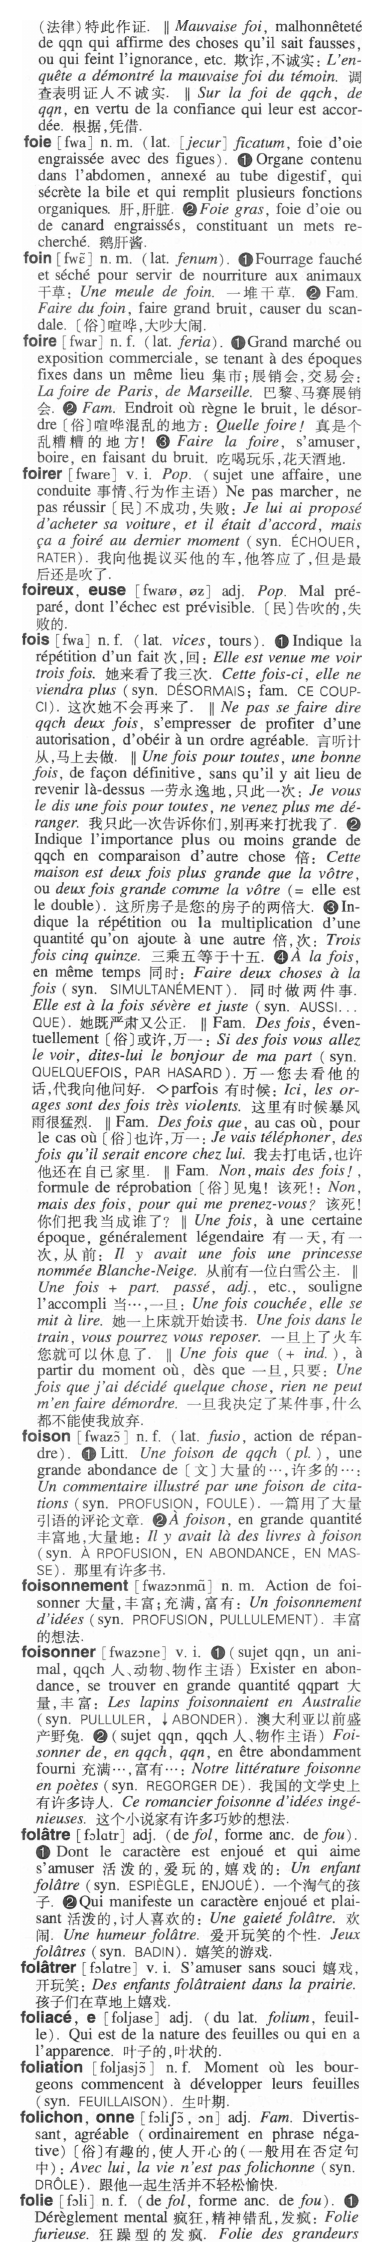 (法律) 特此作证. ‖ Mauvaise foi, malhonnêteté
de qqn qui affirme des choses qu'il sait fausses,
ou qui feint l'ignorance, etc. 欺诈,不诚实: L'en-
quête a démontré la mauvaise foi du témoin. 调
查表明证人不诚实. ‖ Sur la foi de qqch, de
qqn, en vertu de la confiance qui leur est accor-
dée. 根据,凭借.
foie [fwa] n. m. (lat. [jecur] ficatum, foie d'oie
engraissée avec des figues). ❶ Organe contenu
dans l'abdomen, annexé au tube digestif, qui
sécrète la bile et qui remplit plusieurs fonctions
organiques. 肝,肝脏. ❷ Foie gras, foie d'oie ou
de canard engraissés, constituant un mets re-
cherché. 鹅肝酱.
foin [fwɛ̃] n. m. (lat. fenum). ❶ Fourrage fauché
et séché pour servir de nourriture aux animaux
干草: Une meule de foin. 一堆干草. ❷ Fam.
Faire du foin, faire grand bruit, causer du scan-
dale. 〔俗〕喧哗,大吵大闹.
foire [fwar] n. f. (lat. feria). ❶ Grand marché ou
exposition commerciale, se tenant à des époques
fixes dans un même lieu 集市;展销会,交易会:
La foire de Paris, de Marseille. 巴黎、马赛展销
会. ❷ Fam. Endroit où règne le bruit, le désor-
dre〔俗〕喧哗混乱的地方: Quelle foire! 真是个
乱糟糟的地方! ❸ Faire la foire, s'amuser,
boire, en faisant du bruit. 吃喝玩乐,花天酒地.
foirer [fware] v. i. Pop. (sujet une affaire, une
conduite 事情、行为作主语) Ne pas marcher, ne
pas réussir〔民〕不成功,失败: Je lui ai proposé
d'acheter sa voiture, et il était d'accord, mais
ça a foiré au dernier moment (syn. ÉCHOUER,
RATER). 我向他提议买他的车,他答应了,但是最
后还是吹了.
foireux, euse [fwarø, øz] adj. Pop. Mal pré-
paré, dont l'échec est prévisible. 〔民〕告吹的,失
败的.
fois [fwa] n. f. (lat. vices, tours). ❶ Indique la
répétition d'un fait 次,回: Elle est venue me voir
trois fois. 她来看了我三次. Cette fois-ci, elle ne
viendra plus (syn. DÉSORMAIS; fam. CE COUP-
CI). 这次她不会再来了. ‖ Ne pas se faire dire
qqch deux fois, s'empresser de profiter d'une
autorisation, d'obéir à un ordre agréable. 言听计
从,马上去做. ‖ Une fois pour toutes, une bonne
fois, de façon définitive, sans qu'il y ait lieu de
revenir là-dessus 一劳永逸地,只此一次: Je vous
le dis une fois pour toutes, ne venez plus me dé-
ranger. 我只此一次告诉你们,别再来打扰我了. ❷
Indique l'importance plus ou moins grande de
qqch en comparaison d'autre chose 倍: Cette
maison est deux fois plus grande que la vôtre,
ou deux fois grande comme la vôtre (= elle est
le double). 这所房子是您的房子的两倍大. ❸ In-
dique la répétition ou la multiplication d'une
quantité qu'on ajoute à une autre 倍,次: Trois
fois cinq quinze. 三乘五等于十五. ❹ À la fois,
en même temps 同时: Faire deux choses à la
fois (syn. SIMULTANÉMENT). 同时做两件事.
Elle est à la fois sévère et juste (syn. AUSSI...
QUE). 她既严肃又公正. ‖ Fam. Des fois, éven-
tuellement〔俗〕或许,万一: Si des fois vous allez
le voir, dites-lui le bonjour de ma part (syn.
QUELQUEFOIS, PAR HASARD). 万一您去看他的
话,代我向他问好. ◇parfois 有时候: Ici, les or-
ages sont des fois très violents. 这里有时候暴风
雨很猛烈. ‖ Fam. Des fois que, au cas où, pour
le cas où〔俗〕也许,万一: Je vais téléphoner, des
fois qu'il serait encore chez lui. 我去打电话,也许
他还在自己家里. ‖ Fam. Non, mais des fois!,
formule de réprobation〔俗〕见鬼! 该死!: Non,
mais des fois, pour qui me prenez-vous? 该死!
你们把我当成谁了? ‖ Une fois, à une certaine
époque, généralement légendaire 有一天,有一
次,从前: Il y avait une fois une princesse
nommée Blanche-Neige. 从前有一位白雪公主. ‖
Une fois + part. passé, adj., etc., souligne
l'accompli 当…,一旦: Une fois couchée, elle se
mit à lire. 她一上床就开始读书. Une fois dans le
train, vous pourrez vous reposer. 一旦上了火车
您就可以休息了. ‖ Une fois que (+ ind.), à
partir du moment où, dès que 一旦,只要: Une
fois que j'ai décidé quelque chose, rien ne peut
m'en faire démordre. 一旦我决定了某件事,什么
都不能使我放弃.
foison [fwazɔ̃] n. f. (lat. fusio, action de répan-
dre). ❶ Litt. Une foison de qqch (pl.), une
grande abondance de〔文〕大量的…,许多的…:
Un commentaire illustré par une foison de cita-
tions (syn. PROFUSION, FOULE). 一篇用了大量
引语的评论文章. ❷ À foison, en grande quantité
丰富地,大量地: Il y avait là des livres à foison
(syn. À RPOFUSION, EN ABONDANCE, EN MAS-
SE). 那里有许多书.
foisonnement [fwazɔnmɑ̃] n. m. Action de foi-
sonner 大量,丰富;充满,富有: Un foisonnement
d'idées (syn. PROFUSION, PULLULEMENT). 丰富
的想法.
foisonner [fwazɔne] v. i. ❶ (sujet qqn, un ani-
mal, qqch 人、动物、物作主语) Exister en abon-
dance, se trouver en grande quantité qqpart 大
量,丰富: Les lapins foisonnaient en Australie
(syn. PULLULER, ↓ABONDER). 澳大利亚以前盛
产野兔. ❷ (sujet qqn, qqch 人、物作主语) Foi-
sonner de, en qqch, qqn, en être abondamment
fourni 充满…,富有…: Notre littérature foisonne
en poètes (syn. REGORGER DE). 我国的文学史上
有许多诗人. Ce romancier foisonne d'idées ingé-
nieuses. 这个小说家有许多巧妙的想法.
folâtre [fɔlɑtr] adj. (de fol, forme anc. de fou).
❶ Dont le caractère est enjoué et qui aime
s'amuser 活泼的,爱玩的,嬉戏的: Un enfant
folâtre (syn. ESPIÈGLE, ENJOUÉ). 一个淘气的孩
子. ❷ Qui manifeste un caractère enjoué et plai-
sant 活泼的,讨人喜欢的: Une gaieté folâtre. 欢
闹. Une humeur folâtre. 爱开玩笑的个性. Jeux
folâtres (syn. BADIN). 嬉笑的游戏.
folâtrer [fɔlɑtre] v. i. S'amuser sans souci 嬉戏,
开玩笑: Des enfants folâtraient dans la prairie.
孩子们在草地上嬉戏.
foliacé, e [fɔljase] adj. (du lat. folium, feuil-
le). Qui est de la nature des feuilles ou qui en a
l'apparence. 叶子的,叶状的.
foliation [fɔljasjɔ̃] n. f. Moment où les bour-
geons commencent à développer leurs feuilles
(syn. FEUILLAISON). 生叶期.
folichon, onne [fɔliʃɔ̃, ɔn] adj. Fam. Divertis-
sant, agréable (ordinairement en phrase néga-
tive)〔俗〕有趣的,使人开心的(一般用在否定句
中): Avec lui, la vie n'est pas folichonne (syn.
DRÔLE). 跟他一起生活并不轻松愉快.
folie [fɔli] n. f. (de fol, forme anc. de fou). ❶
Dérèglement mental 疯狂,精神错乱,发疯: Folie
furieuse. 狂躁型的发疯. Folie des grandeurs